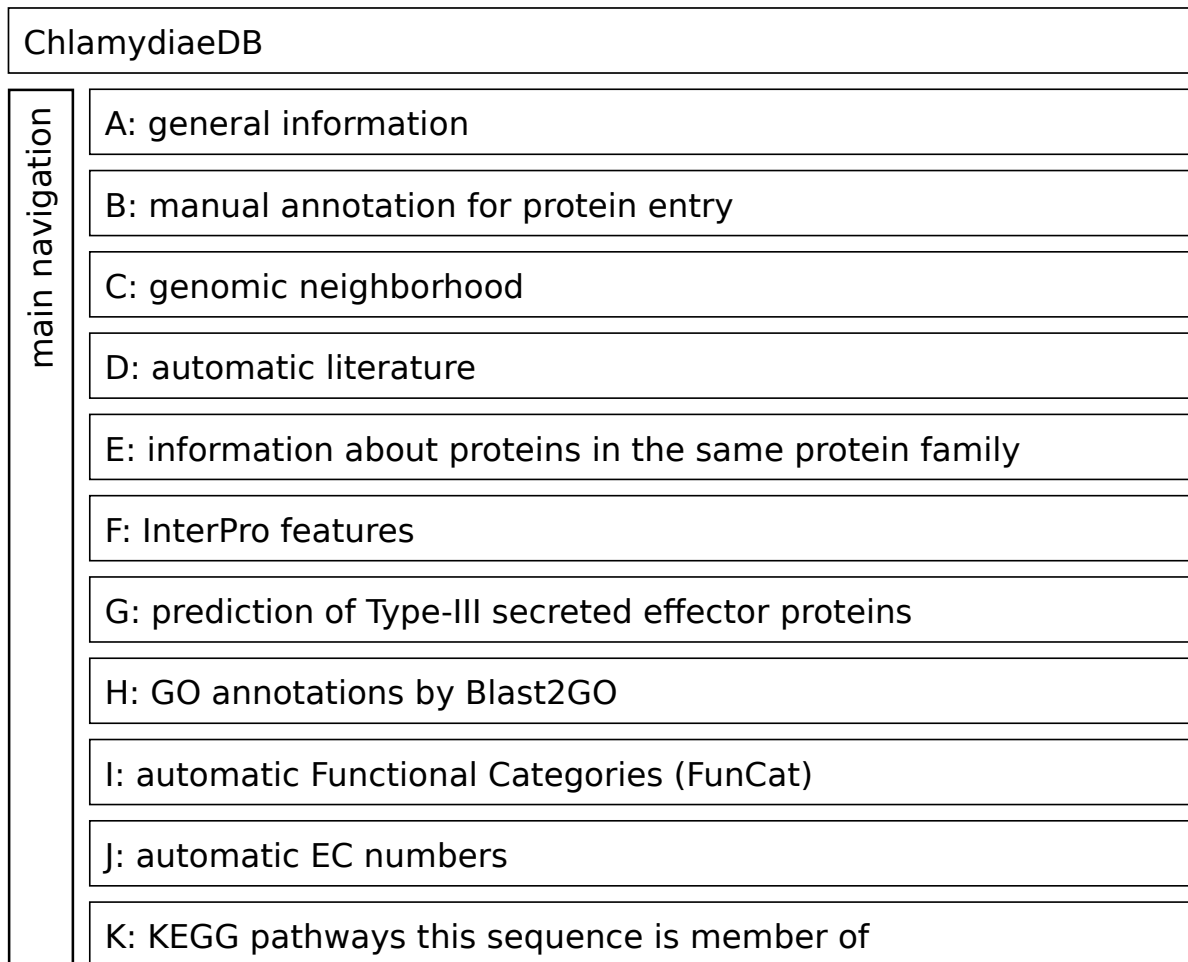 ChlamydiaeDB
main navigation
A: general information
B: manual annotation for protein entry
C: genomic neighborhood
D: automatic literature
E: information about proteins in the same protein family
F: InterPro features
G: prediction of Type-III secreted effector proteins
H: GO annotations by Blast2GO
I: automatic Functional Categories (FunCat)
J: automatic EC numbers
K: KEGG pathways this sequence is member of